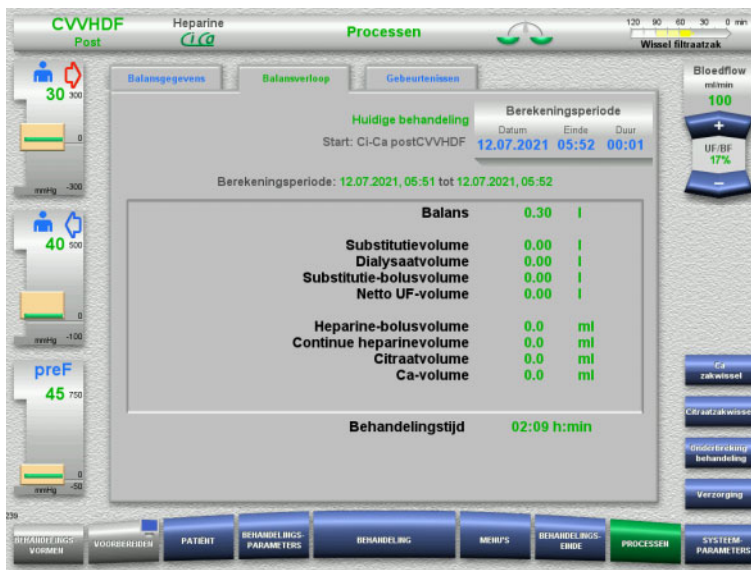 CVVHDF
Post
Heparine
CiCa
Processen
120 90 60 30 0 min
Wissel filtraatzak
30
300
0
-300
mmHg
40
500
0
-100
mmHg
preF
45
750
0
-50
mmHg
Balansgegevens
Balansverloop
Gebeurtenissen
Huidige behandeling
Start: Ci-Ca postCVVHDF
Berekeningsperiode
Datum Einde Duur
12.07.2021 05:52 00:01
Berekeningsperiode: 12.07.2021, 05:51 tot 12.07.2021, 05:52
Balans 0.30 l
Substitutievolume 0.00 l
Dialysaatvolume 0.00 l
Substitutie-bolusvolume 0.00 l
Netto UF-volume 0.00 l
Heparine-bolusvolume 0.0 ml
Continue heparinevolume 0.0 ml
Citraatvolume 0.0 ml
Ca-volume 0.0 ml
Behandelingstijd 02:09 h:min
Bloedflow
ml/min
100
+
UF/BF
17%
−
Ca
zakwissel
Citraatzakwissel
Onderbreking
behandeling
Verzorging
239
BEHANDELINGS-
VORMEN
VOORBEREIDEN
PATIËNT
BEHANDELINGS-
PARAMETERS
BEHANDELING
MENU'S
BEHANDELINGS-
EINDE
PROCESSEN
SYSTEEM-
PARAMETERS